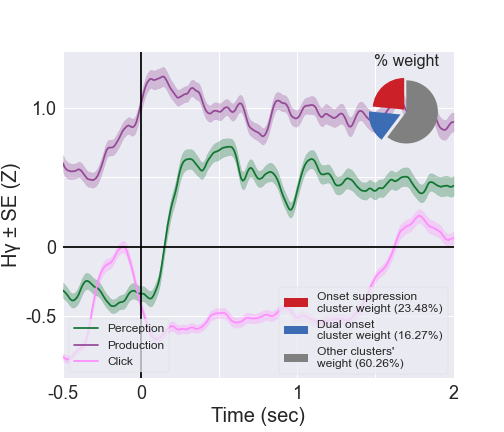 % weight
1.0
0
-0.5
Hγ ± SE (Z)
Perception
Production
Click
Onset suppression
cluster weight (23.48%)
Dual onset
cluster weight (16.27%)
Other clusters'
weight (60.26%)
-0.5 0 1 2
Time (sec)